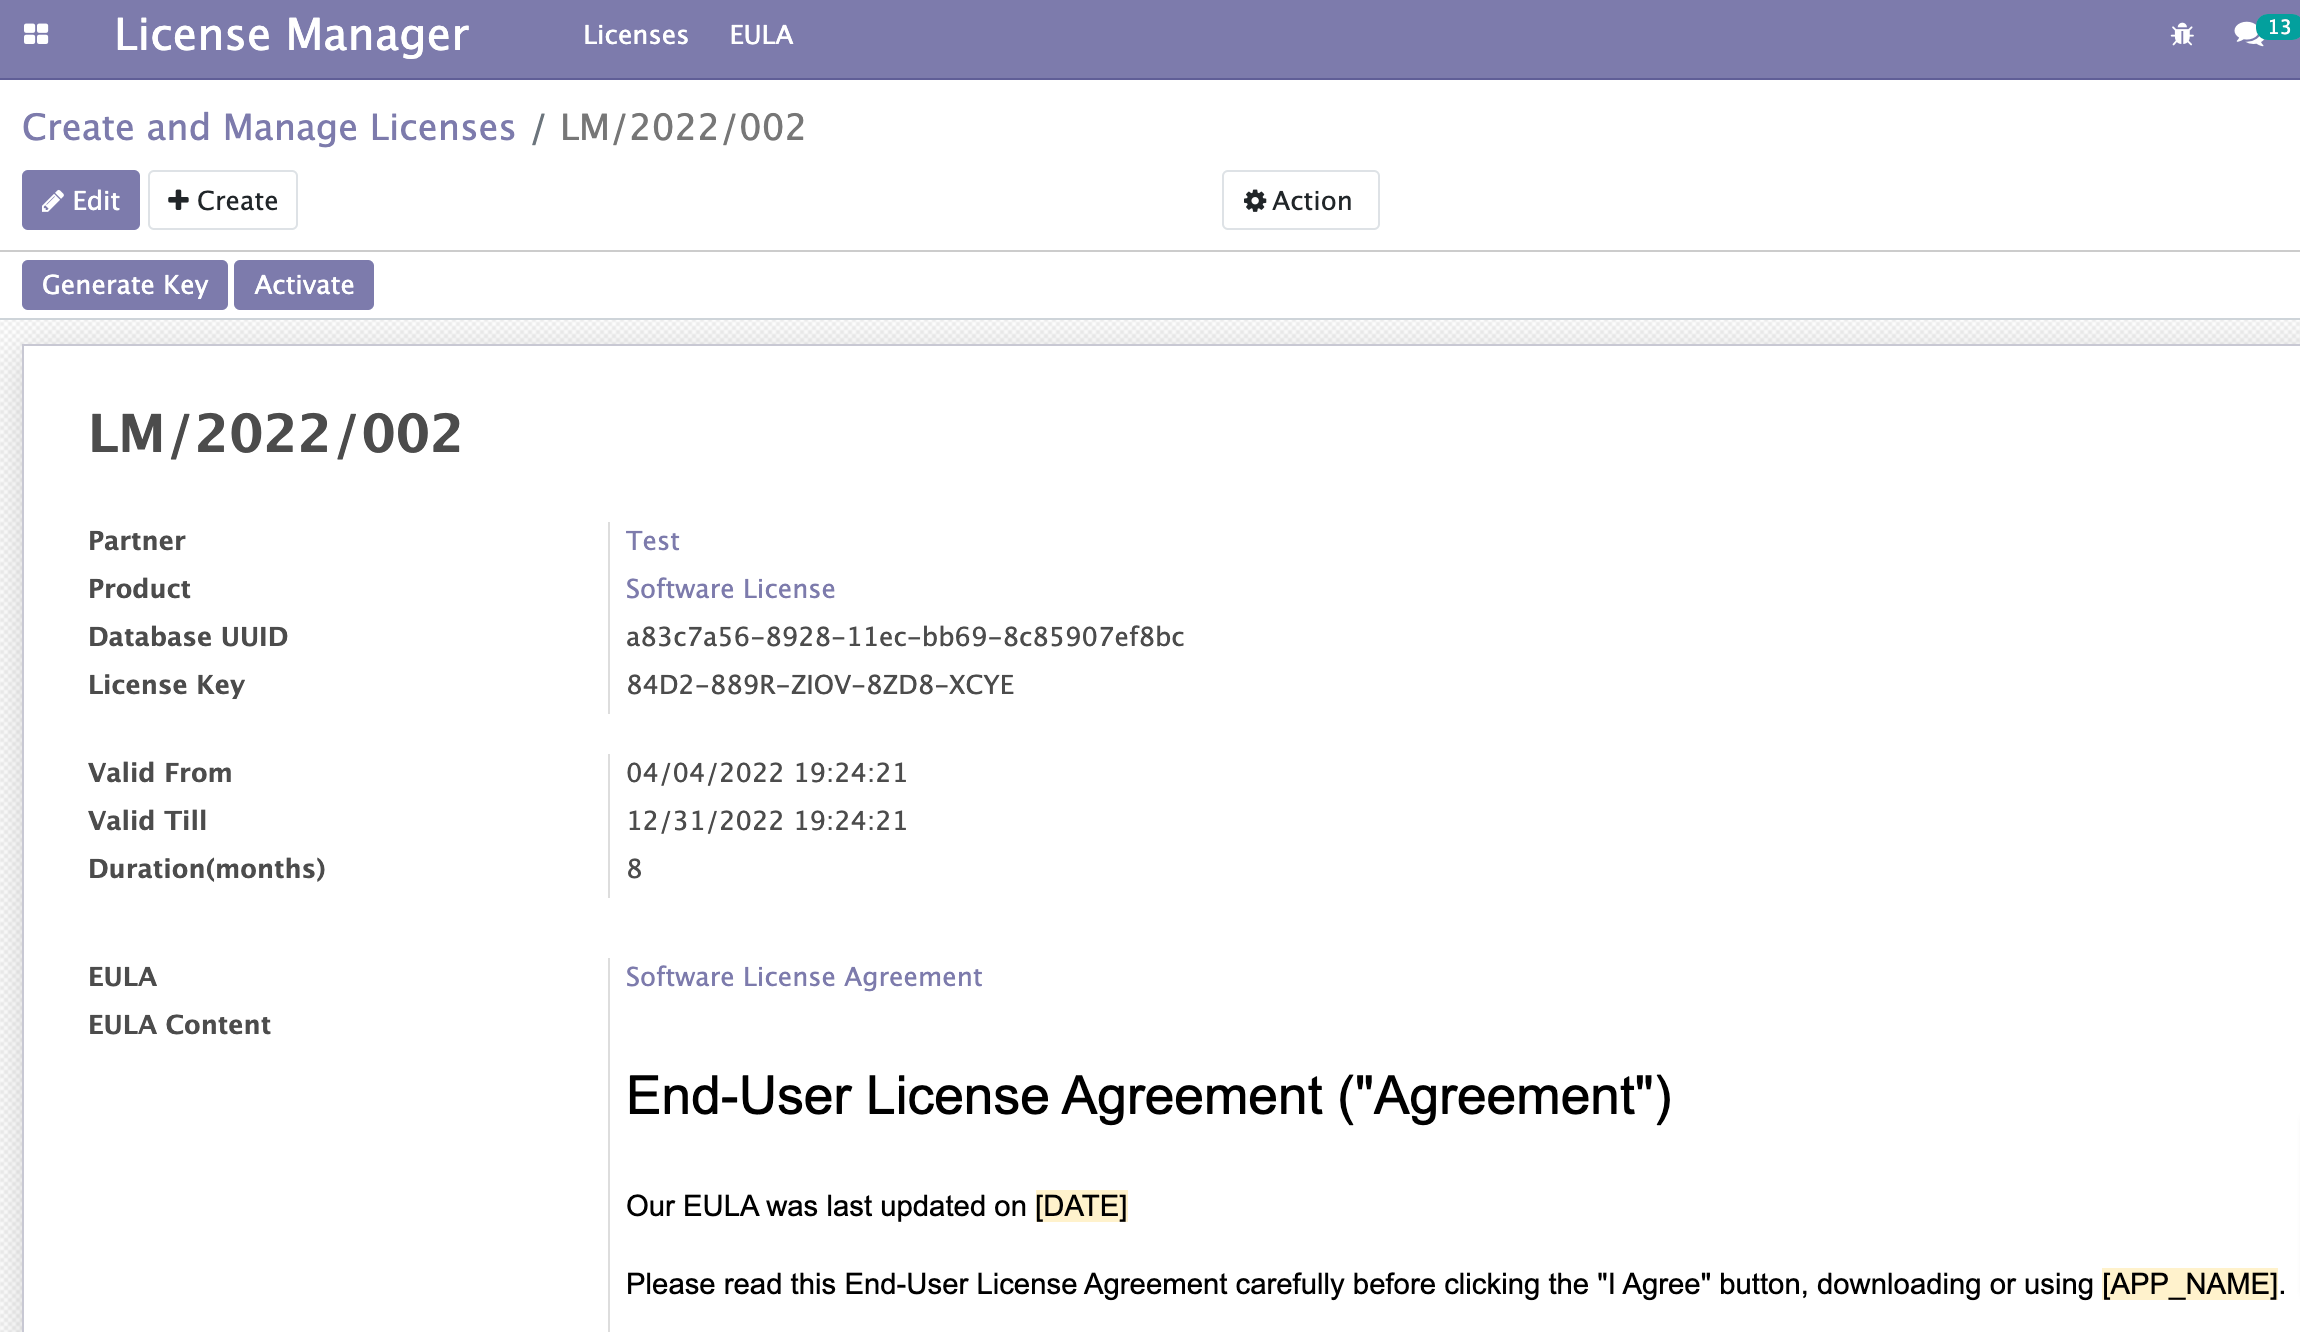 License Manager Licenses EULA 13
Create and Manage Licenses / LM/2022/002
Edit Create Action
Generate Key Activate
LM/2022/002
Partner Test
Product Software License
Database UUID a83c7a56-8928-11ec-bb69-8c85907ef8bc
License Key 84D2-889R-ZIOV-8ZD8-XCYE
Valid From 04/04/2022 19:24:21
Valid Till 12/31/2022 19:24:21
Duration(months) 8
EULA Software License Agreement
EULA Content
End-User License Agreement ("Agreement")
Our EULA was last updated on [DATE]
Please read this End-User License Agreement carefully before clicking the "I Agree" button, downloading or using [APP_NAME].